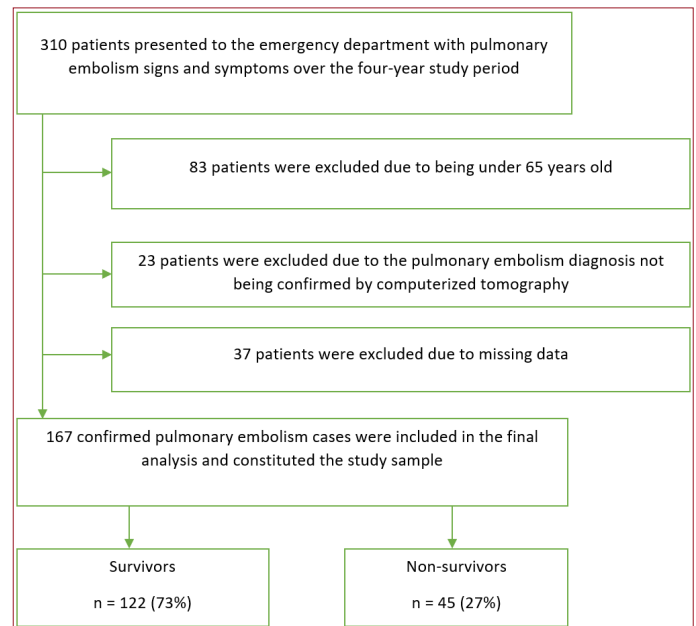 310 patients presented to the emergency department with pulmonary
embolism signs and symptoms over the four-year study period
83 patients were excluded due to being under 65 years old
23 patients were excluded due to the pulmonary embolism diagnosis not
being confirmed by computerized tomography
37 patients were excluded due to missing data
167 confirmed pulmonary embolism cases were included in the final
analysis and constituted the study sample
Survivors
n = 122 (73%)
Non-survivors
n = 45 (27%)